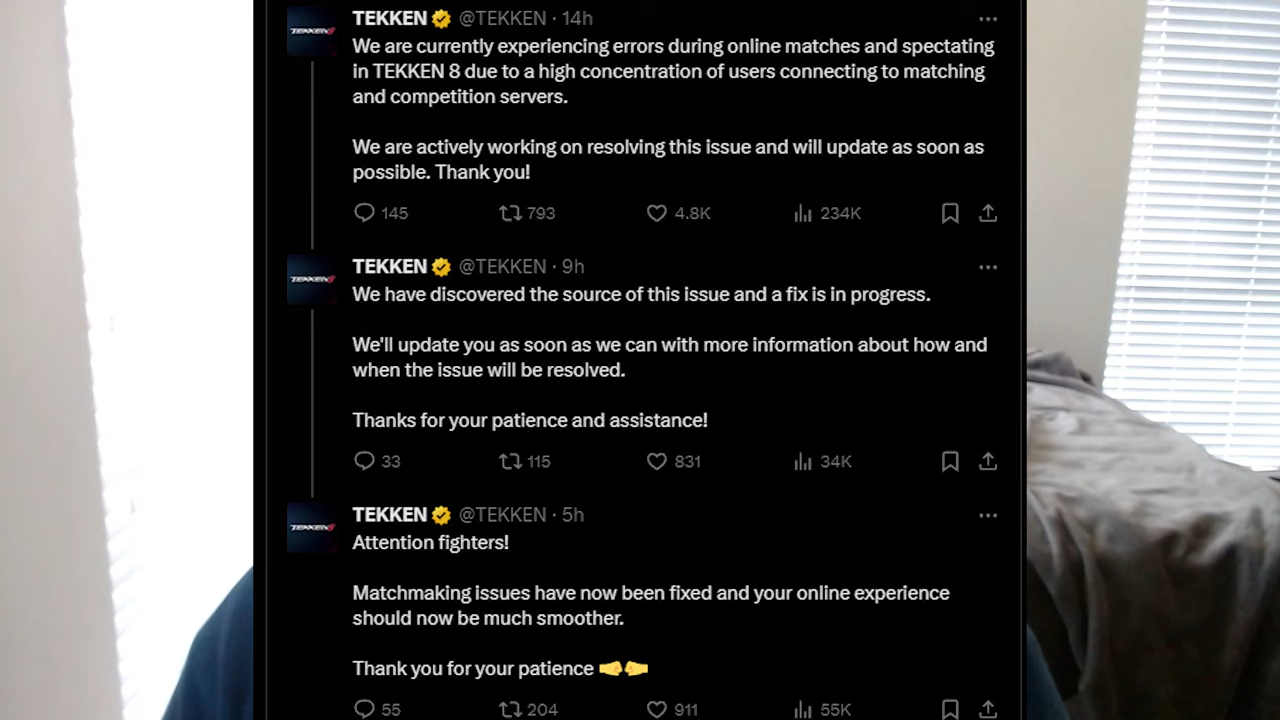 TEKKEN @TEKKEN · 14h
We are currently experiencing errors during online matches and spectating
in TEKKEN 8 due to a high concentration of users connecting to matching
and competition servers.
We are actively working on resolving this issue and will update as soon as
possible. Thank you!
145 793 4.8K 234K
TEKKEN @TEKKEN · 9h
We have discovered the source of this issue and a fix is in progress.
We'll update you as soon as we can with more information about how and
when the issue will be resolved.
Thanks for your patience and assistance!
33 115 831 34K
TEKKEN @TEKKEN · 5h
Attention fighters!
Matchmaking issues have now been fixed and your online experience
should now be much smoother.
Thank you for your patience 🤜🤛
55 204 911 55K
TEKKEN 8
TEKKEN 8
TEKKEN 8